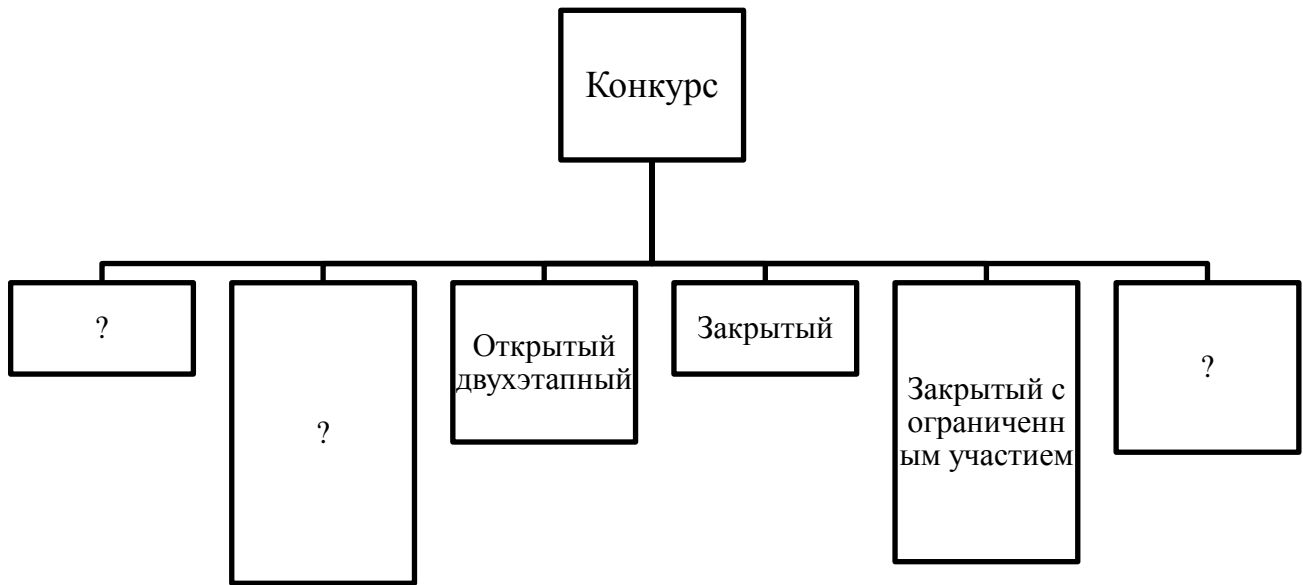 Конкурс
?
?
Открытый
двухэтапный
Закрытый
Закрытый с
ограниченн
ым участием
?